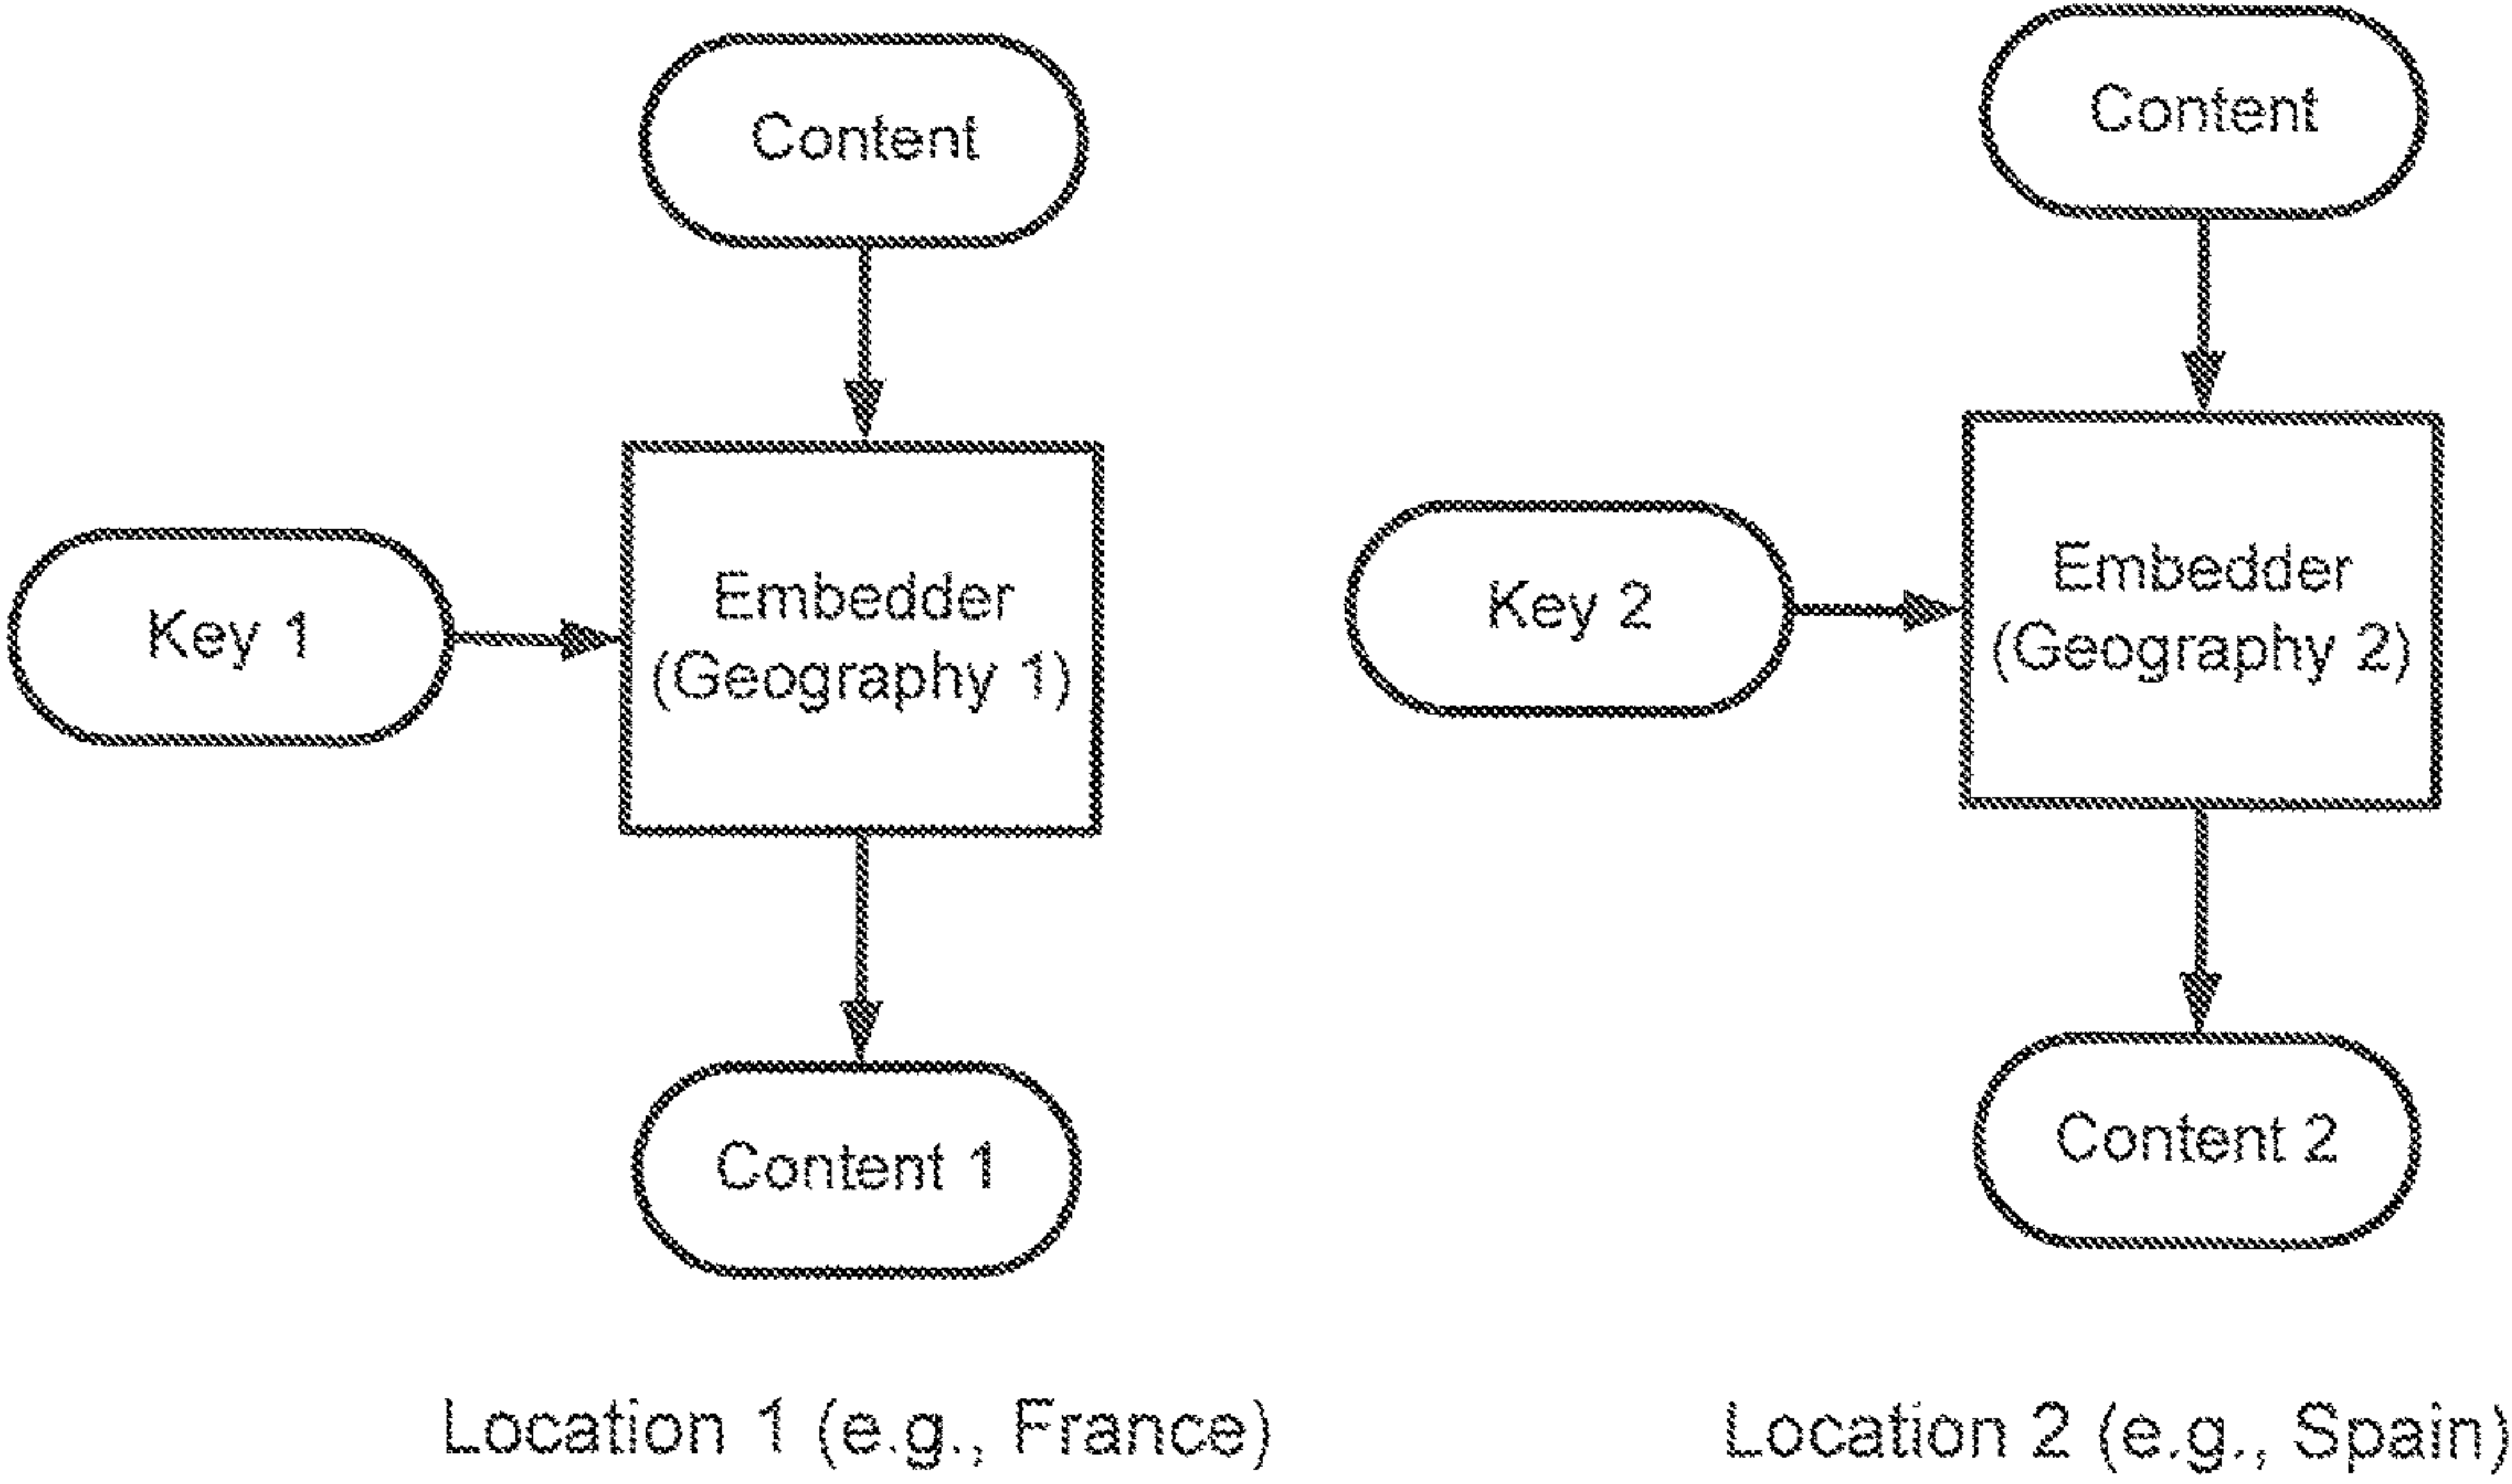 Content
Key 1
Embedder
(Geography 1)
Content 1
Location 1 (e.g., France)
Content
Key 2
Embedder
(Geography 2)
Content 2
Location 2 (e.g., Spain)